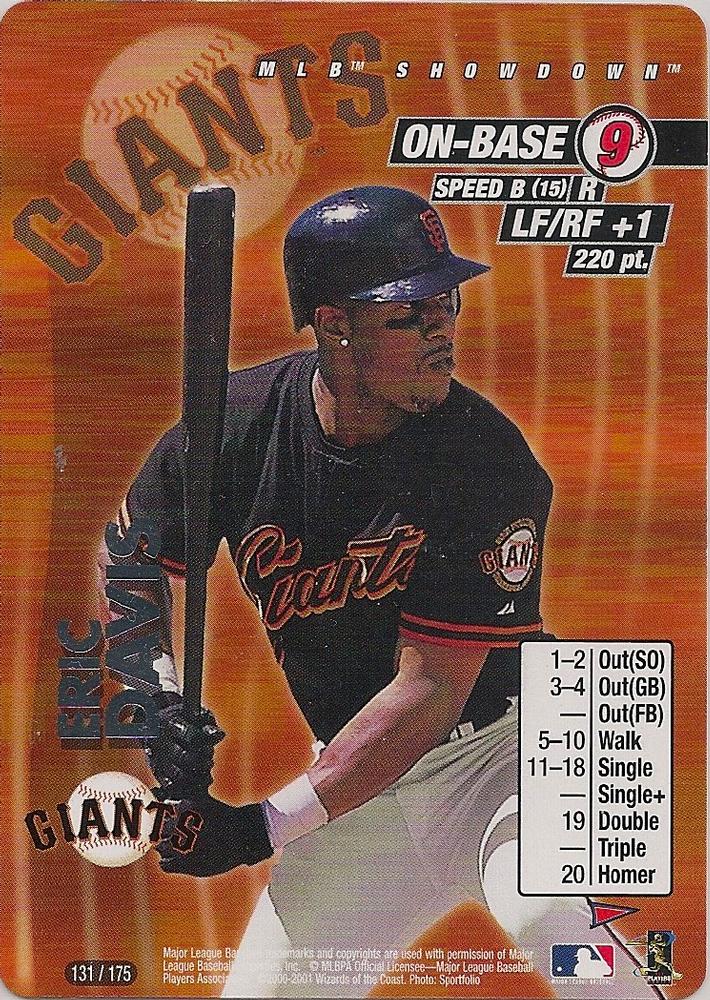 GIANTS
MLB™ SHOWDOWN™
ON-BASE 9
SPEED B (15) R
LF/RF +1
220 pt.
SF
Giants
GIANTS
ERIC
DAVIS
1–2 Out(SO)
3–4 Out(GB)
— Out(FB)
5–10 Walk
11–18 Single
— Single+
19 Double
— Triple
20 Homer
GIANTS
131 / 175
Major League Baseball trademarks and copyrights are used with permission of Major
League Baseball Properties, Inc. © MLBPA Official Licensee—Major League Baseball
Players Association ©2000-2001 Wizards of the Coast. Photo: Sportfolio
PLAYERS